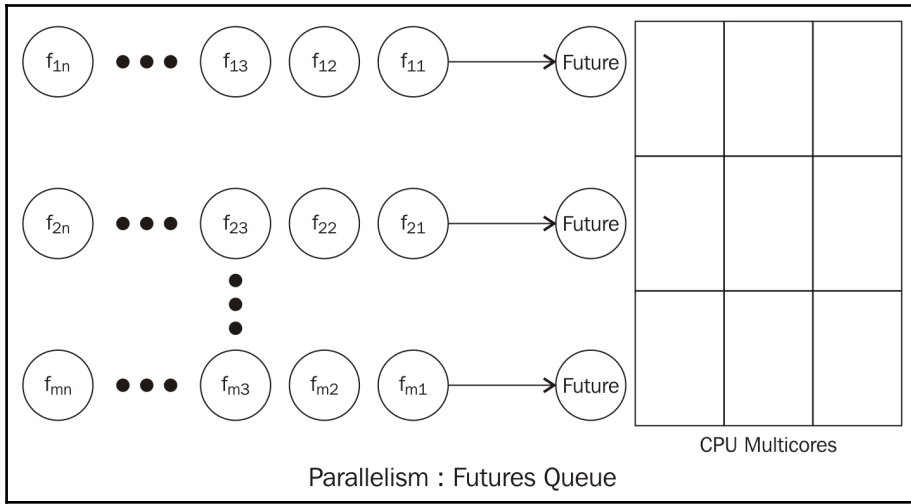 f1n f13 f12 f11 Future
f2n f23 f22 f21 Future
fmn fm3 fm2 fm1 Future
CPU Multicores
Parallelism : Futures Queue